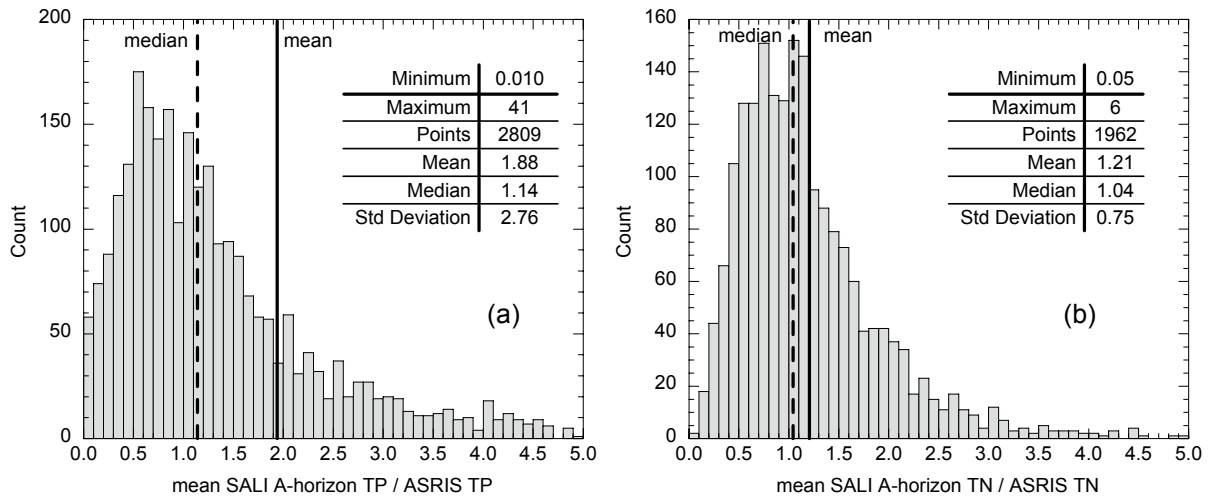 200
150
100
50
0
Count
0.0 0.5 1.0 1.5 2.0 2.5 3.0 3.5 4.0 4.5 5.0
mean SALI A-horizon TP / ASRIS TP
median
mean
Minimum 0.010
Maximum 41
Points 2809
Mean 1.88
Median 1.14
Std Deviation 2.76
(a)
160
140
120
100
80
60
40
20
0
Count
0.0 0.5 1.0 1.5 2.0 2.5 3.0 3.5 4.0 4.5 5.0
mean SALI A-horizon TN / ASRIS TN
median
mean
Minimum 0.05
Maximum 6
Points 1962
Mean 1.21
Median 1.04
Std Deviation 0.75
(b)